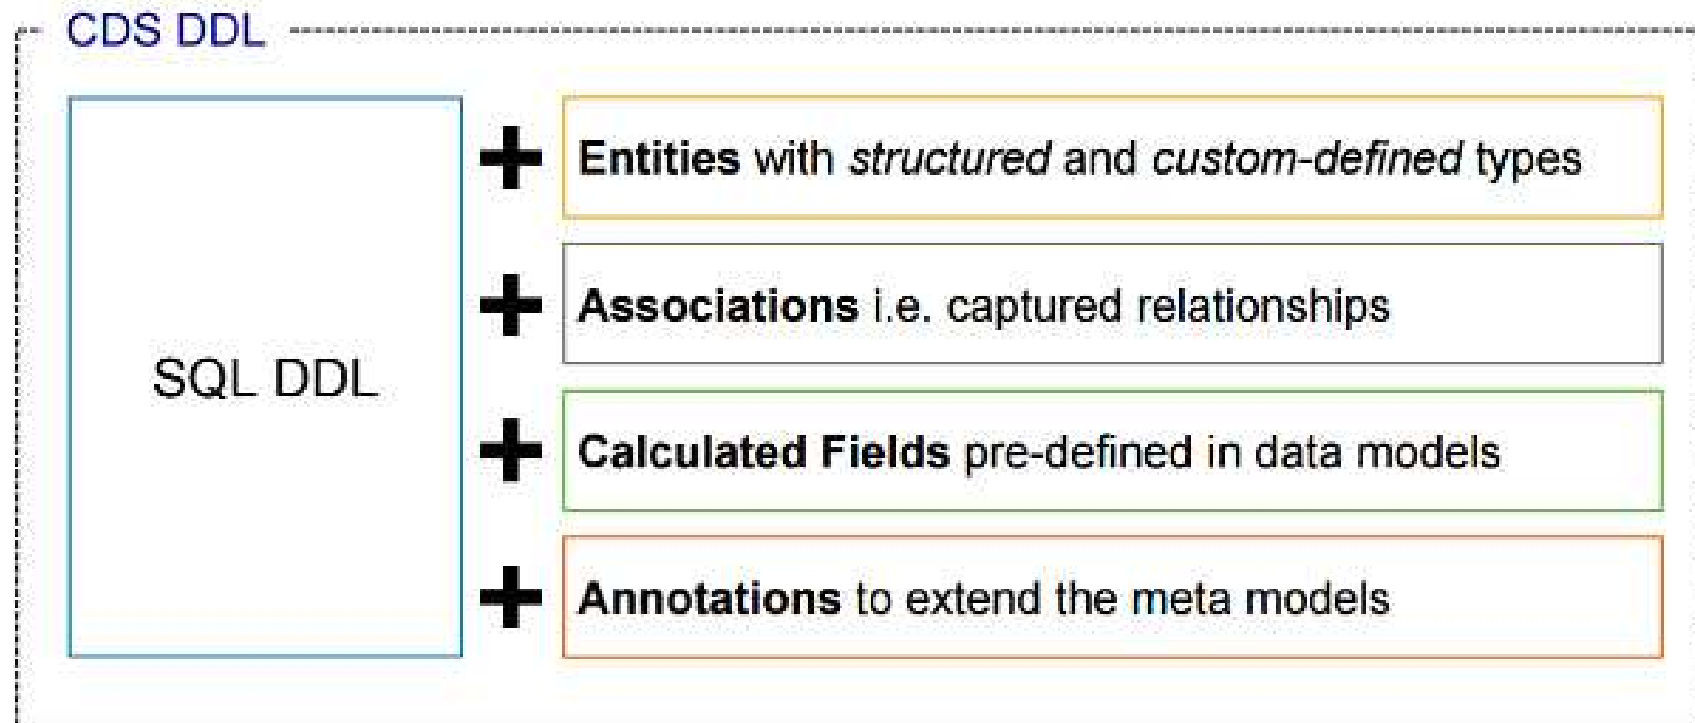 CDS DDL
SQL DDL
Entities with structured and custom-defined types
Associations i.e. captured relationships
Calculated Fields pre-defined in data models
Annotations to extend the meta models